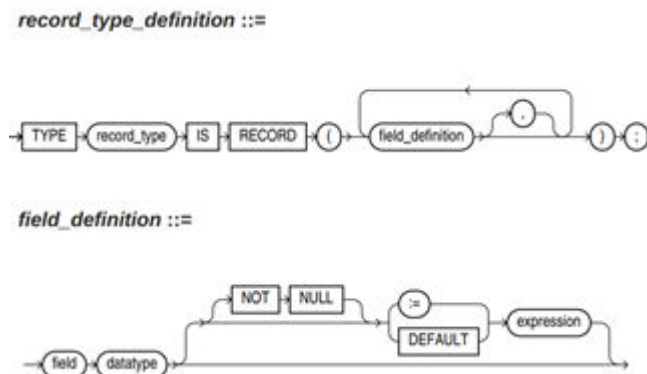 record_type_definition ::=
,
TYPE record_type IS RECORD ( field_definition ) ;
field_definition ::=
NOT NULL :=
DEFAULT expression
field datatype